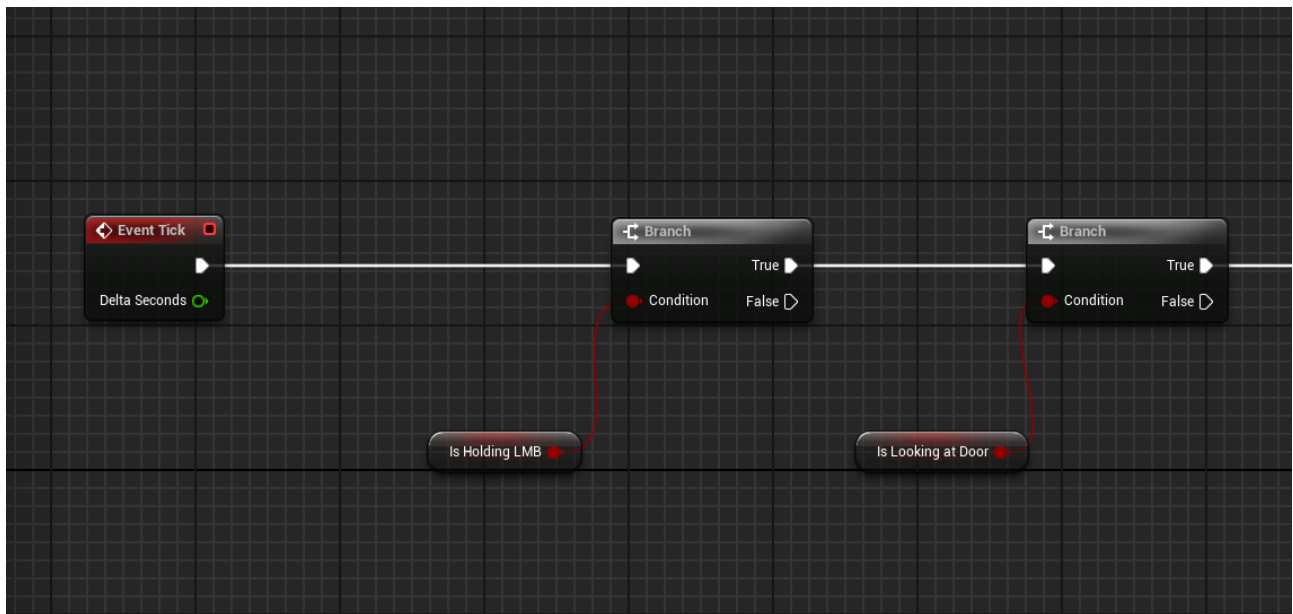 Event Tick
Delta Seconds
Branch
True
Condition
False
Is Holding LMB
Branch
True
Condition
False
Is Looking at Door